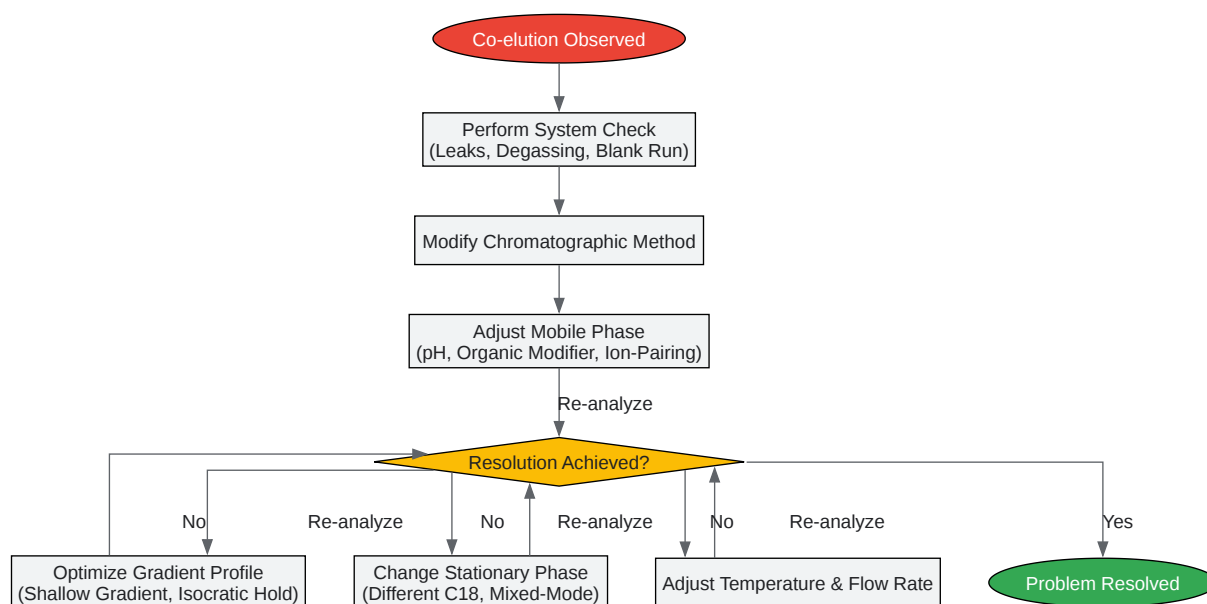 Co-elution Observed
Perform System Check
(Leaks, Degassing, Blank Run)
Modify Chromatographic Method
Adjust Mobile Phase
(pH, Organic Modifier, Ion-Pairing)
Re-analyze
Resolution Achieved?
No
Re-analyze
No
Re-analyze
No
Re-analyze
Yes
Optimize Gradient Profile
(Shallow Gradient, Isocratic Hold)
Change Stationary Phase
(Different C18, Mixed-Mode)
Adjust Temperature & Flow Rate
Problem Resolved